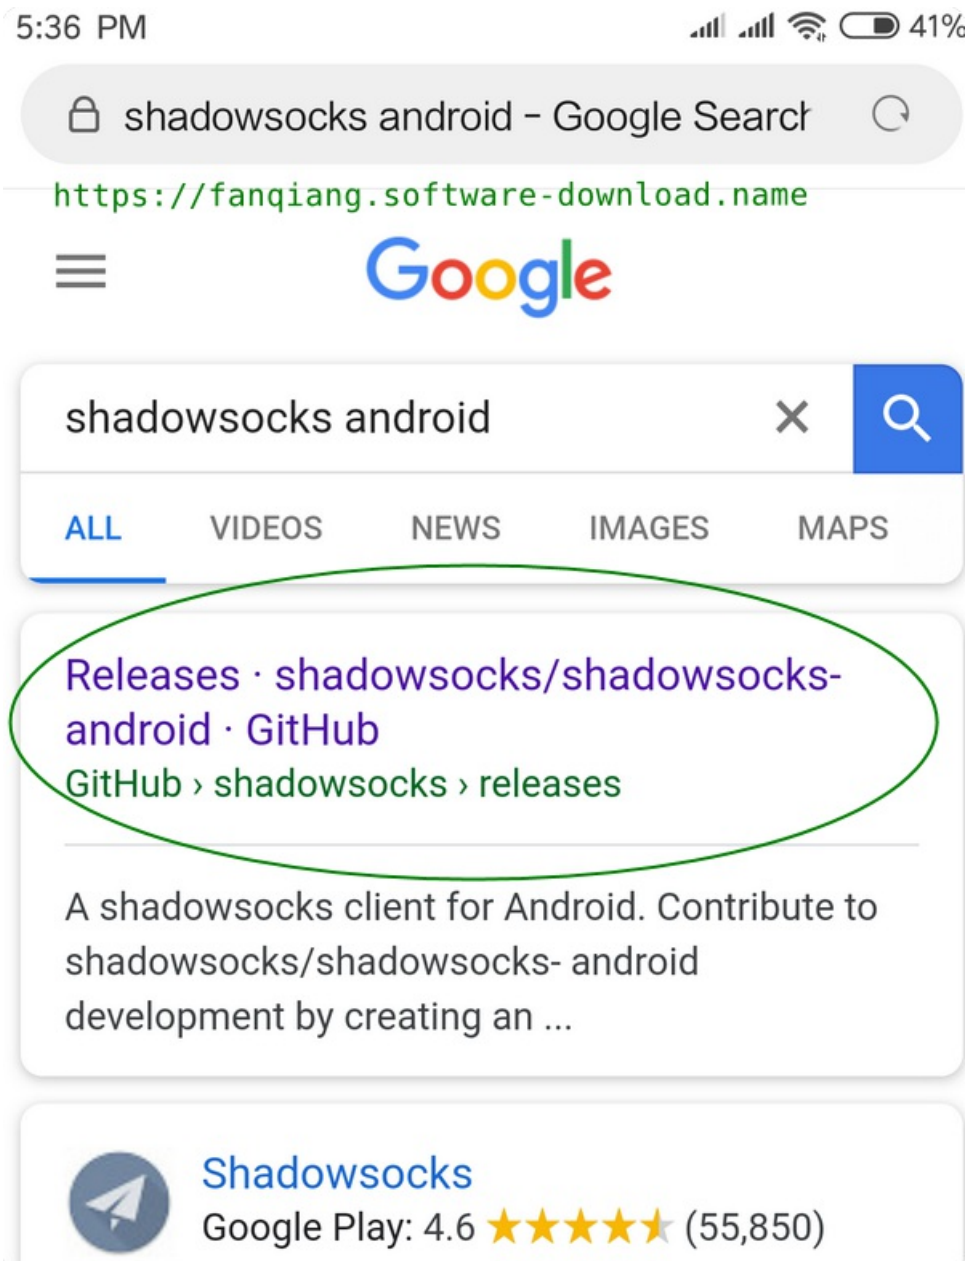 5:36 PM
41%
shadowsocks android - Google Search
https://fanqiang.software-download.name
Google
shadowsocks android
ALL VIDEOS NEWS IMAGES MAPS
Releases · shadowsocks/shadowsocks-
android · GitHub
GitHub › shadowsocks › releases
A shadowsocks client for Android. Contribute to
shadowsocks/shadowsocks- android
development by creating an ...
Shadowsocks
Google Play: 4.6 ★★★★★ (55,850)